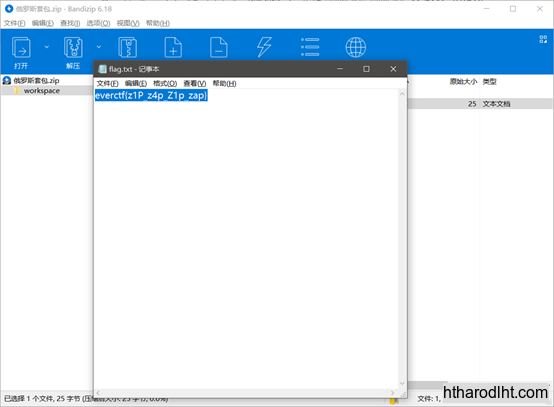 俄罗斯套包.zip - Bandizip 6.18
文件(F) 编辑(E) 查找(I) 选项(O) 视图(V) 帮助(H)
打开 解压
俄罗斯套包.zip
workspace
原始大小 类型
25 文本文档
flag.txt - 记事本
文件(F) 编辑(E) 格式(O) 查看(V) 帮助(H)
everctf{z1P_z4p_Z1p_zap}
已选择 1 个文件, 25 字节 (压缩后大小: 25 字节, 0.0%)
文件: 1,
htharodlht.com